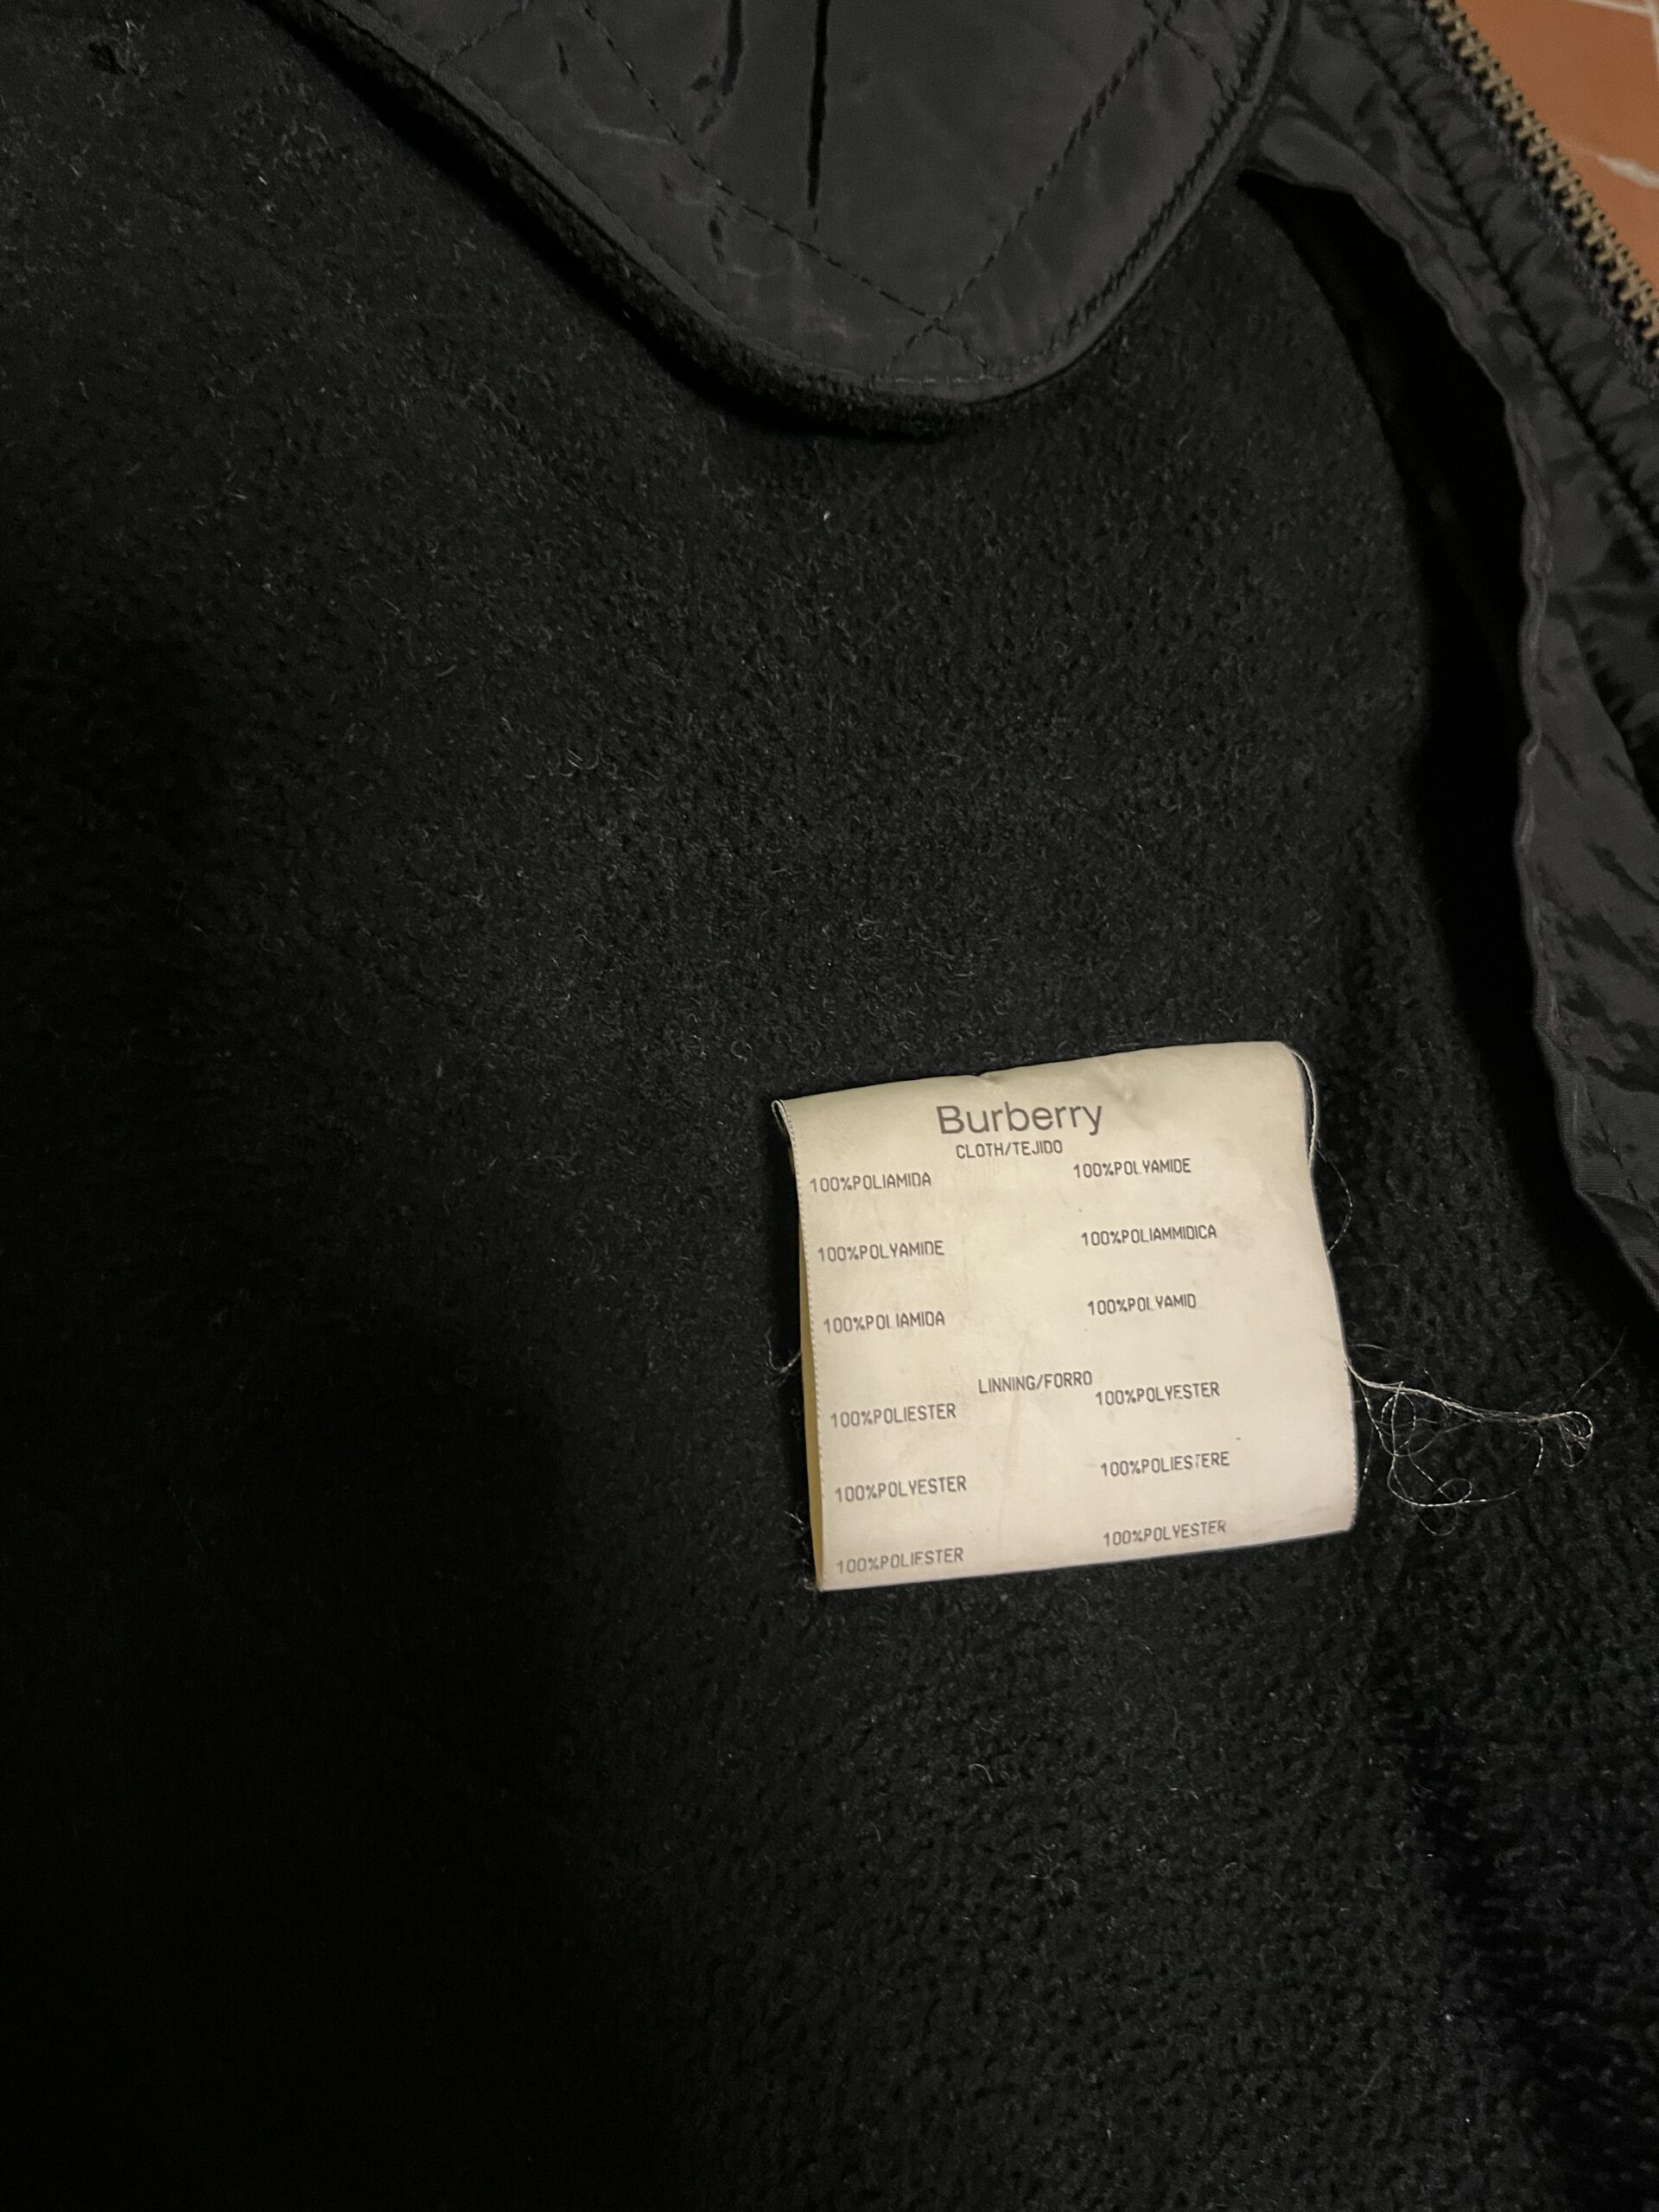 Burberry
CLOTH/TEJIDO
100%POLIAMIDA 100%POLYAMIDE
100%POLYAMIDE 100%POLIAMMIDICA
100%POLIAMIDA 100%POLYAMID
LINNING/FORRO
100%POLIESTER 100%POLYESTER
100%POLYESTER 100%POLIESTERE
100%POLIESTER 100%POLYESTER